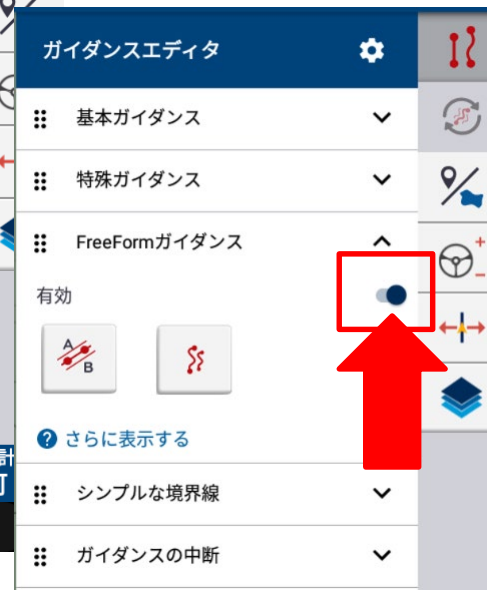 ガイダンスエディタ
基本ガイダンス
特殊ガイダンス
FreeFormガイダンス
有効
A
B
? さらに表示する
シンプルな境界線
ガイダンスの中断
+
-
計